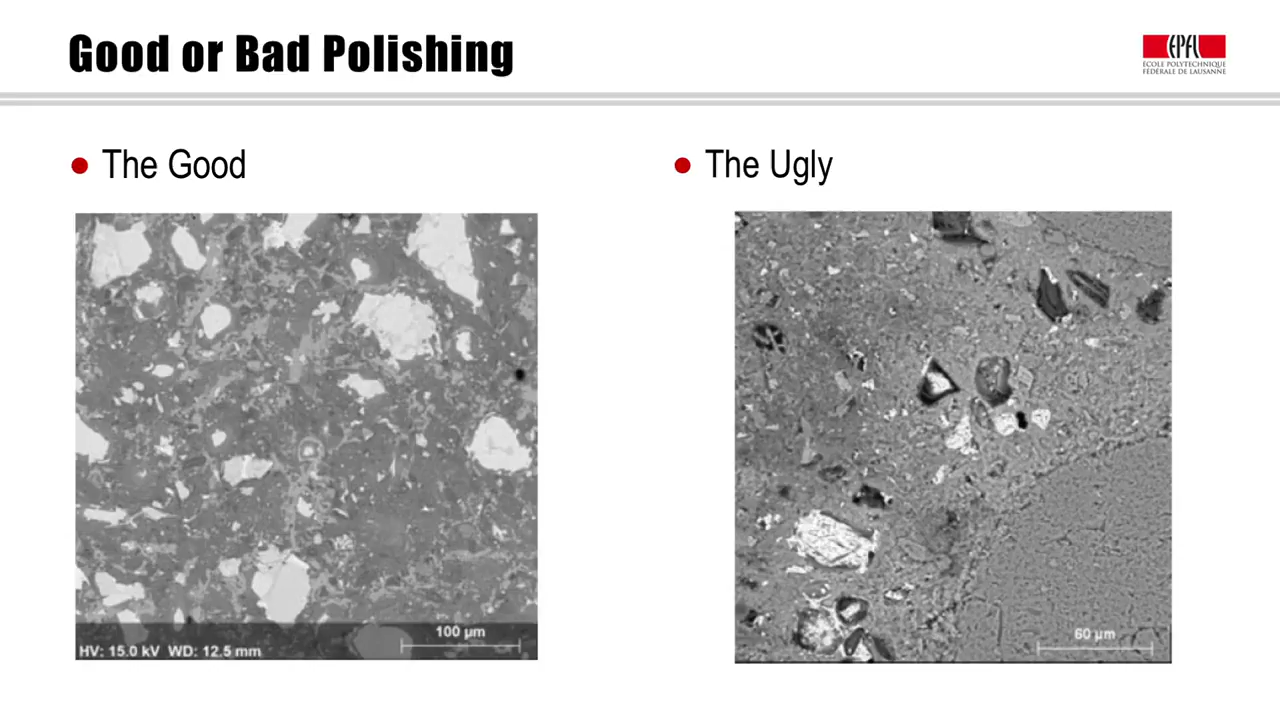 Good or Bad Polishing
EPFL
ÉCOLE POLYTECHNIQUE
FÉDÉRALE DE LAUSANNE
The Good
The Ugly
100 µm
HV: 15.0 kV WD: 12.5 mm
60 µm